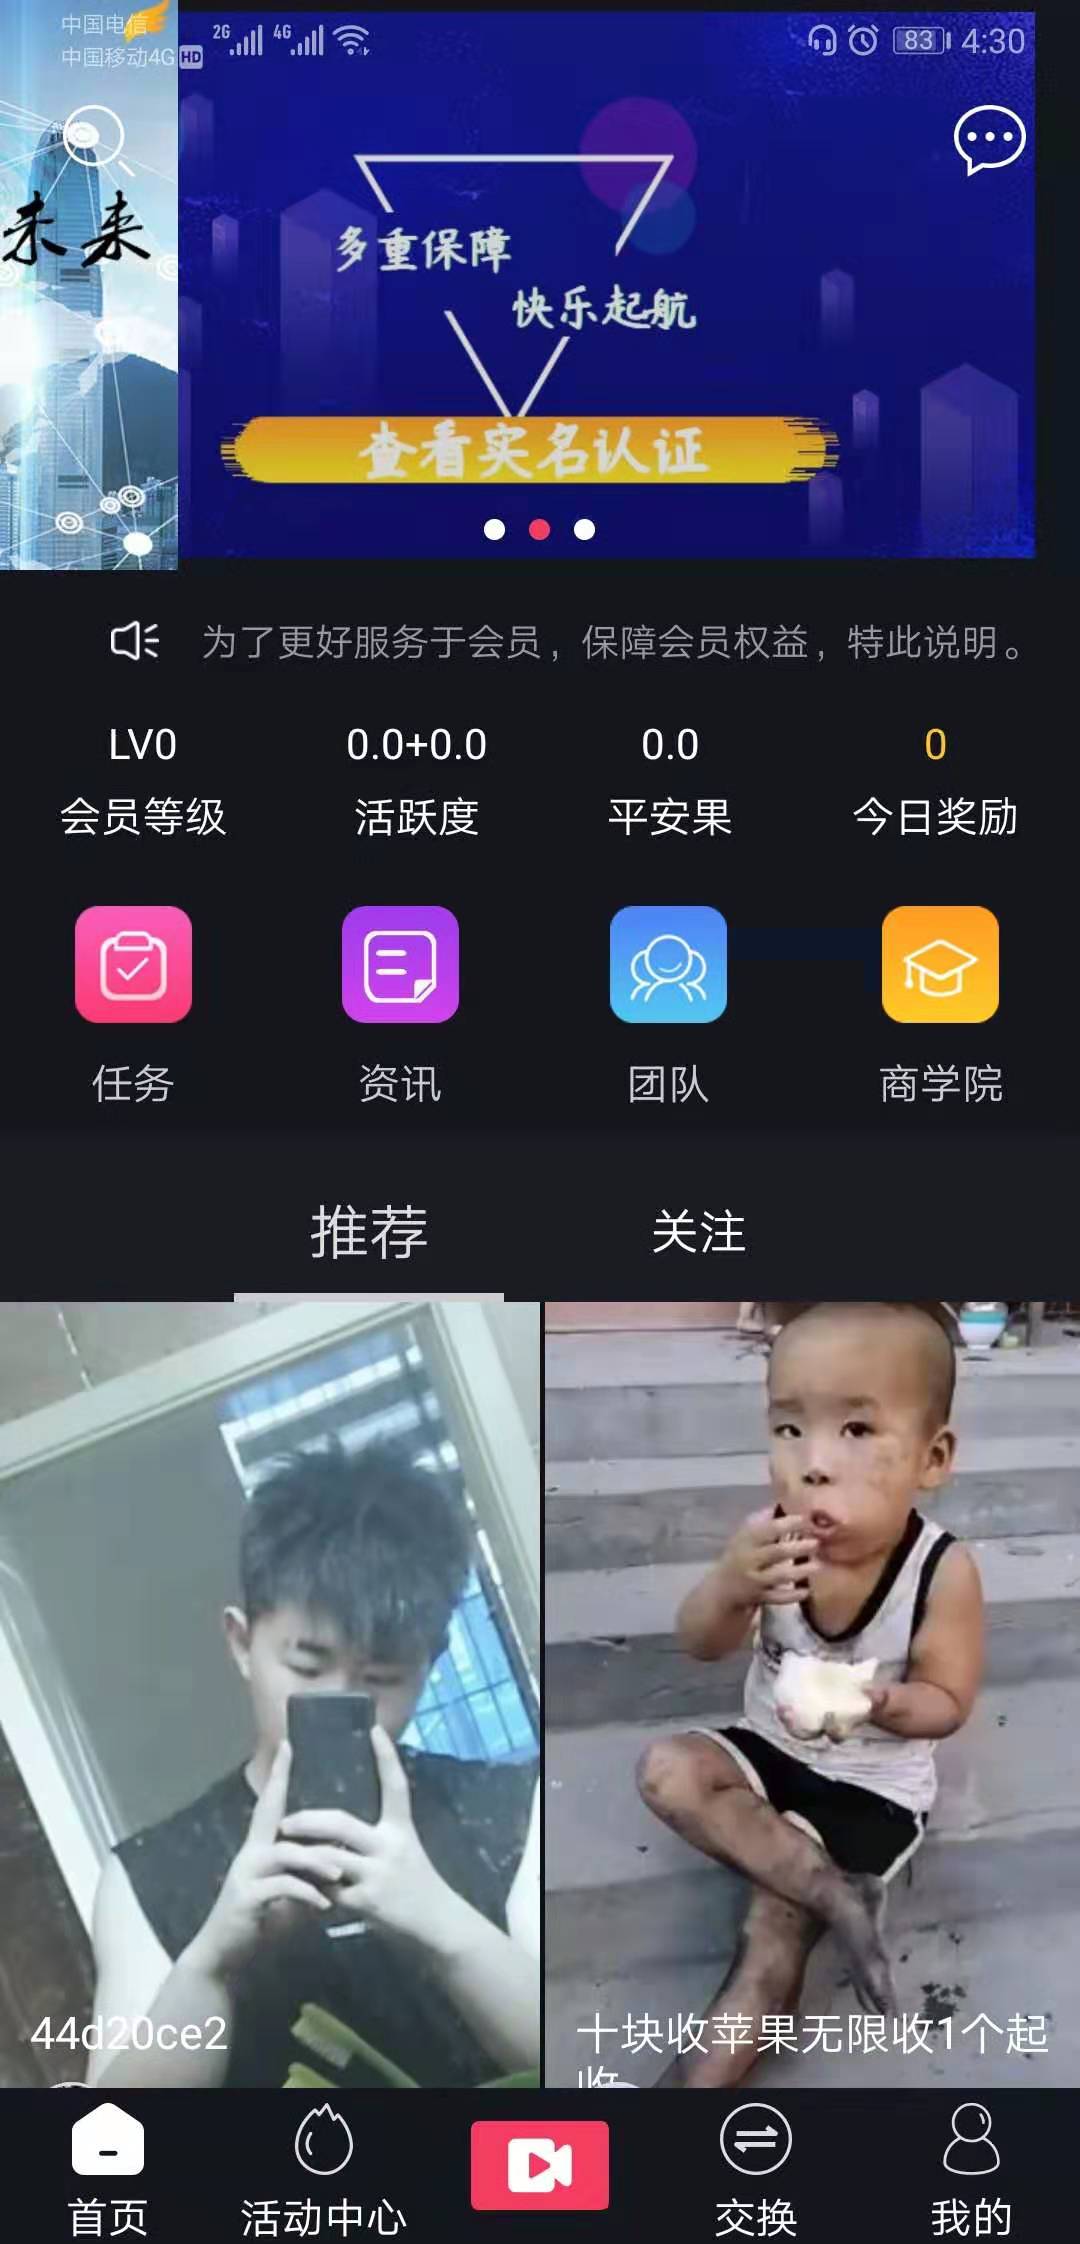 中国电信
中国移动4G HD
2G
4G
83
4:30
未来
多重保障
快乐起航
查看实名认证
为了更好服务于会员，保障会员权益，特此说明。
LV0
0.0+0.0
0.0
0
会员等级
活跃度
平安果
今日奖励
任务
资讯
团队
商学院
推荐
关注
44d20ce2
十块收苹果无限收1个起
收
首页
活动中心
交换
我的